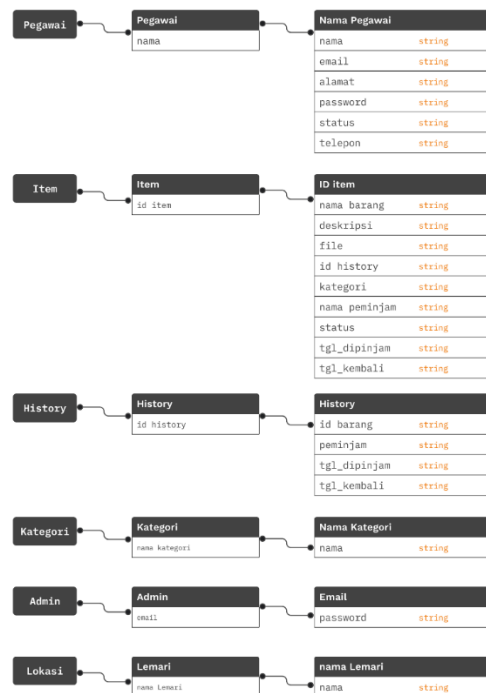 Pegawai
Pegawai
nama
Nama Pegawai
nama string
email string
alamat string
password string
status string
telepon string
Item
Item
id item
ID item
nama barang string
deskripsi string
file string
id history string
kategori string
nama peminjam string
status string
tgl_dipinjam string
tgl_kembali string
History
History
id history
History
id barang string
peminjam string
tgl_dipinjam string
tgl_kembali string
Kategori
Kategori
nama kategori
Nama Kategori
nama string
Admin
Admin
email
Email
password string
Lokasi
Lemari
nama Lemari
nama Lemari
nama string